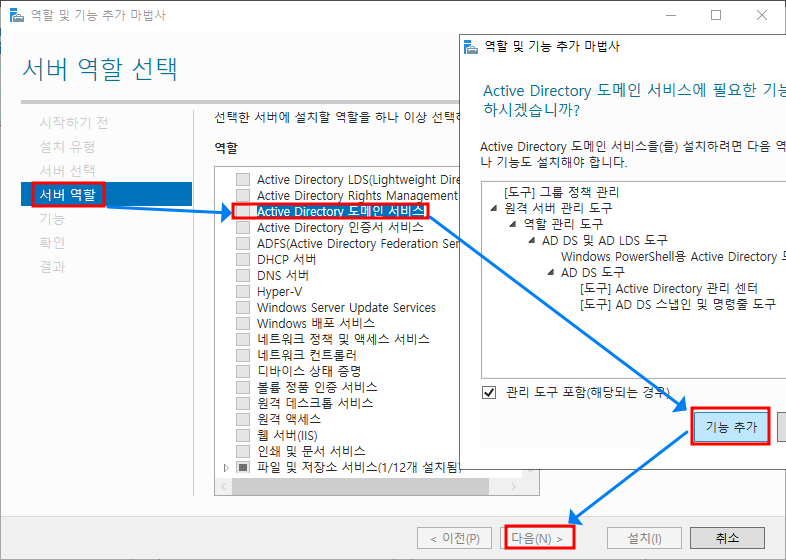 역할 및 기능 추가 마법사
서버 역할 선택
시작하기 전
설치 유형
서버 선택
서버 역할
기능
확인
결과
선택한 서버에 설치할 역할을 하나 이상 선택하
역할
Active Directory LDS(Lightweight Dire
Active Directory Rights Management
Active Directory 도메인 서비스
Active Directory 인증서 서비스
ADFS(Active Directory Federation Ser
DHCP 서버
DNS 서버
Hyper-V
Windows Server Update Services
Windows 배포 서비스
네트워크 정책 및 액세스 서비스
네트워크 컨트롤러
디바이스 상태 증명
볼륨 정품 인증 서비스
원격 데스크톱 서비스
원격 액세스
웹 서버(IIS)
인쇄 및 문서 서비스
파일 및 저장소 서비스(1/12개 설치됨)
역할 및 기능 추가 마법사
Active Directory 도메인 서비스에 필요한 기능
하시겠습니까?
Active Directory 도메인 서비스을(를) 설치하려면 다음 역
나 기능도 설치해야 합니다.
[도구] 그룹 정책 관리
원격 서버 관리 도구
역할 관리 도구
AD DS 및 AD LDS 도구
Windows PowerShell용 Active Directory
AD DS 도구
[도구] Active Directory 관리 센터
[도구] AD DS 스냅인 및 명령줄 도구
관리 도구 포함(해당되는 경우)
기능 추가
< 이전(P)
다음(N) >
설치(I)
취소